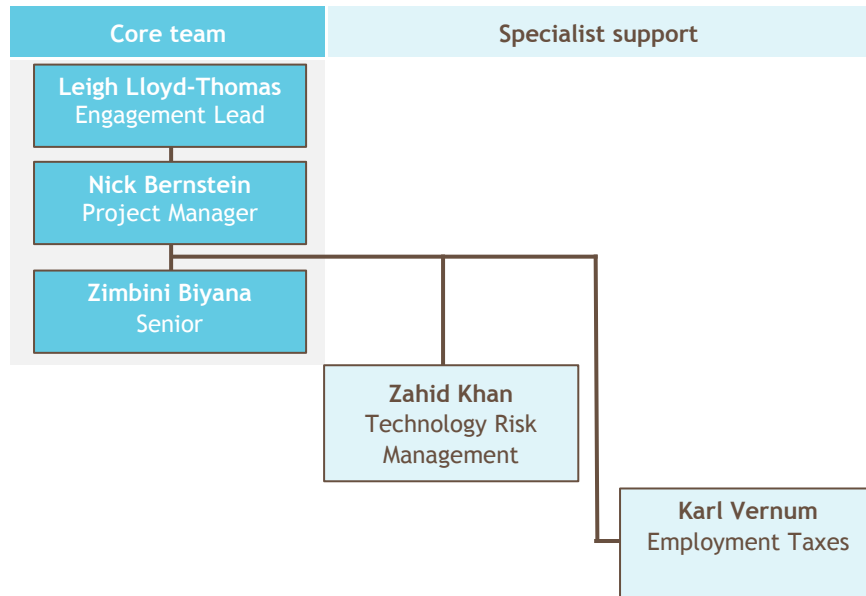 Core team
Specialist support
Leigh Lloyd-Thomas
Engagement Lead
Nick Bernstein
Project Manager
Zimbini Biyana
Senior
Zahid Khan
Technology Risk
Management
Karl Vernum
Employment Taxes